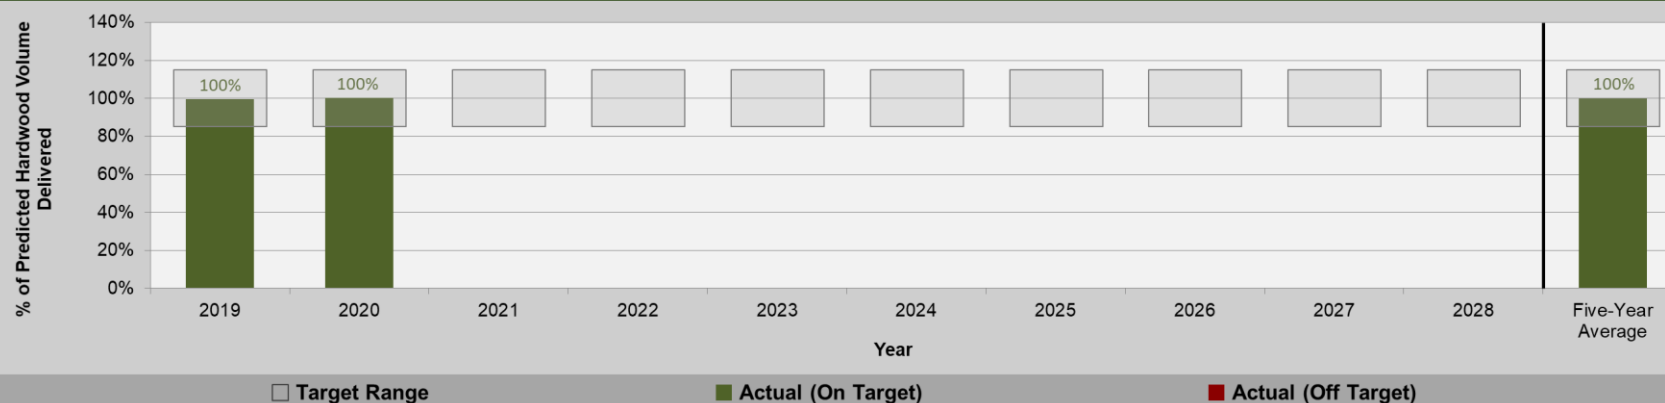 % of Predicted Hardwood Volume
Delivered
140%
120%
100%
80%
60%
40%
20%
0%
100%
100%
100%
2019
2020
2021
2022
2023
2024
2025
2026
2027
2028
Five-Year
Average
Year
Target Range
Actual (On Target)
Actual (Off Target)